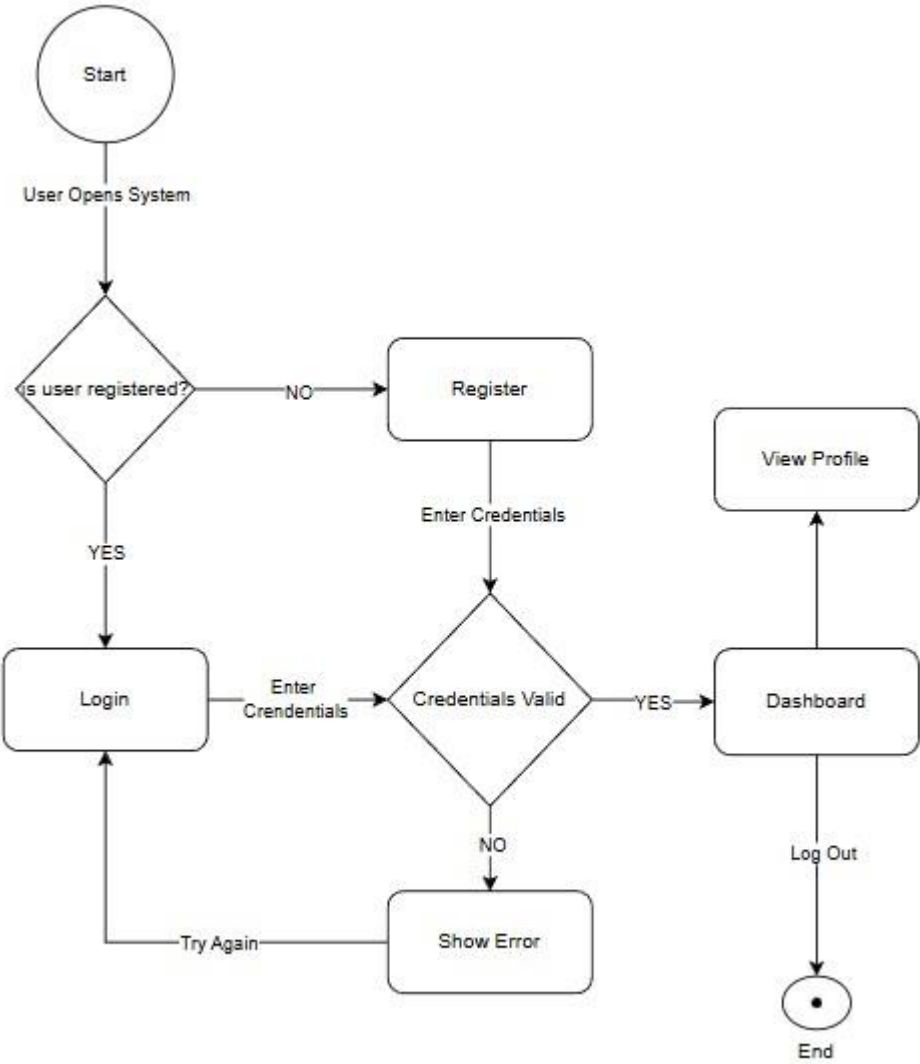 Start
User Opens System
is user registered?
NO
Register
View Profile
Enter Credentials
YES
Login
Enter
Crendentials
Credentials Valid
YES
Dashboard
NO
Log Out
Try Again
Show Error
End